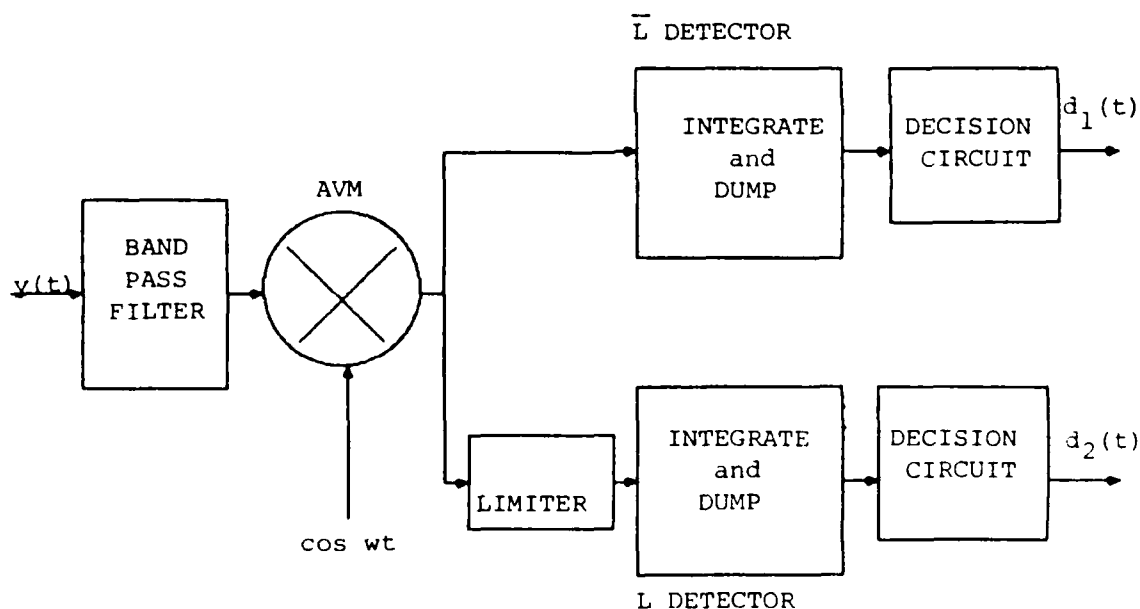 L̅ DETECTOR
INTEGRATE
and
DUMP
DECISION
CIRCUIT
d₁(t)
AVM
BAND
PASS
FILTER
v(t)
cos wt
LIMITER
INTEGRATE
and
DUMP
DECISION
CIRCUIT
d₂(t)
L DETECTOR